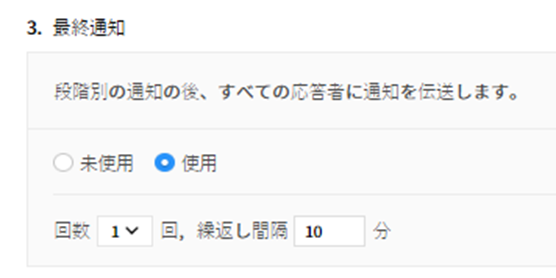 3. 最終通知
段階別の通知の後、すべての応答者に通知を伝送します。
未使用 使用
回数 1 回, 繰返し間隔 10 分